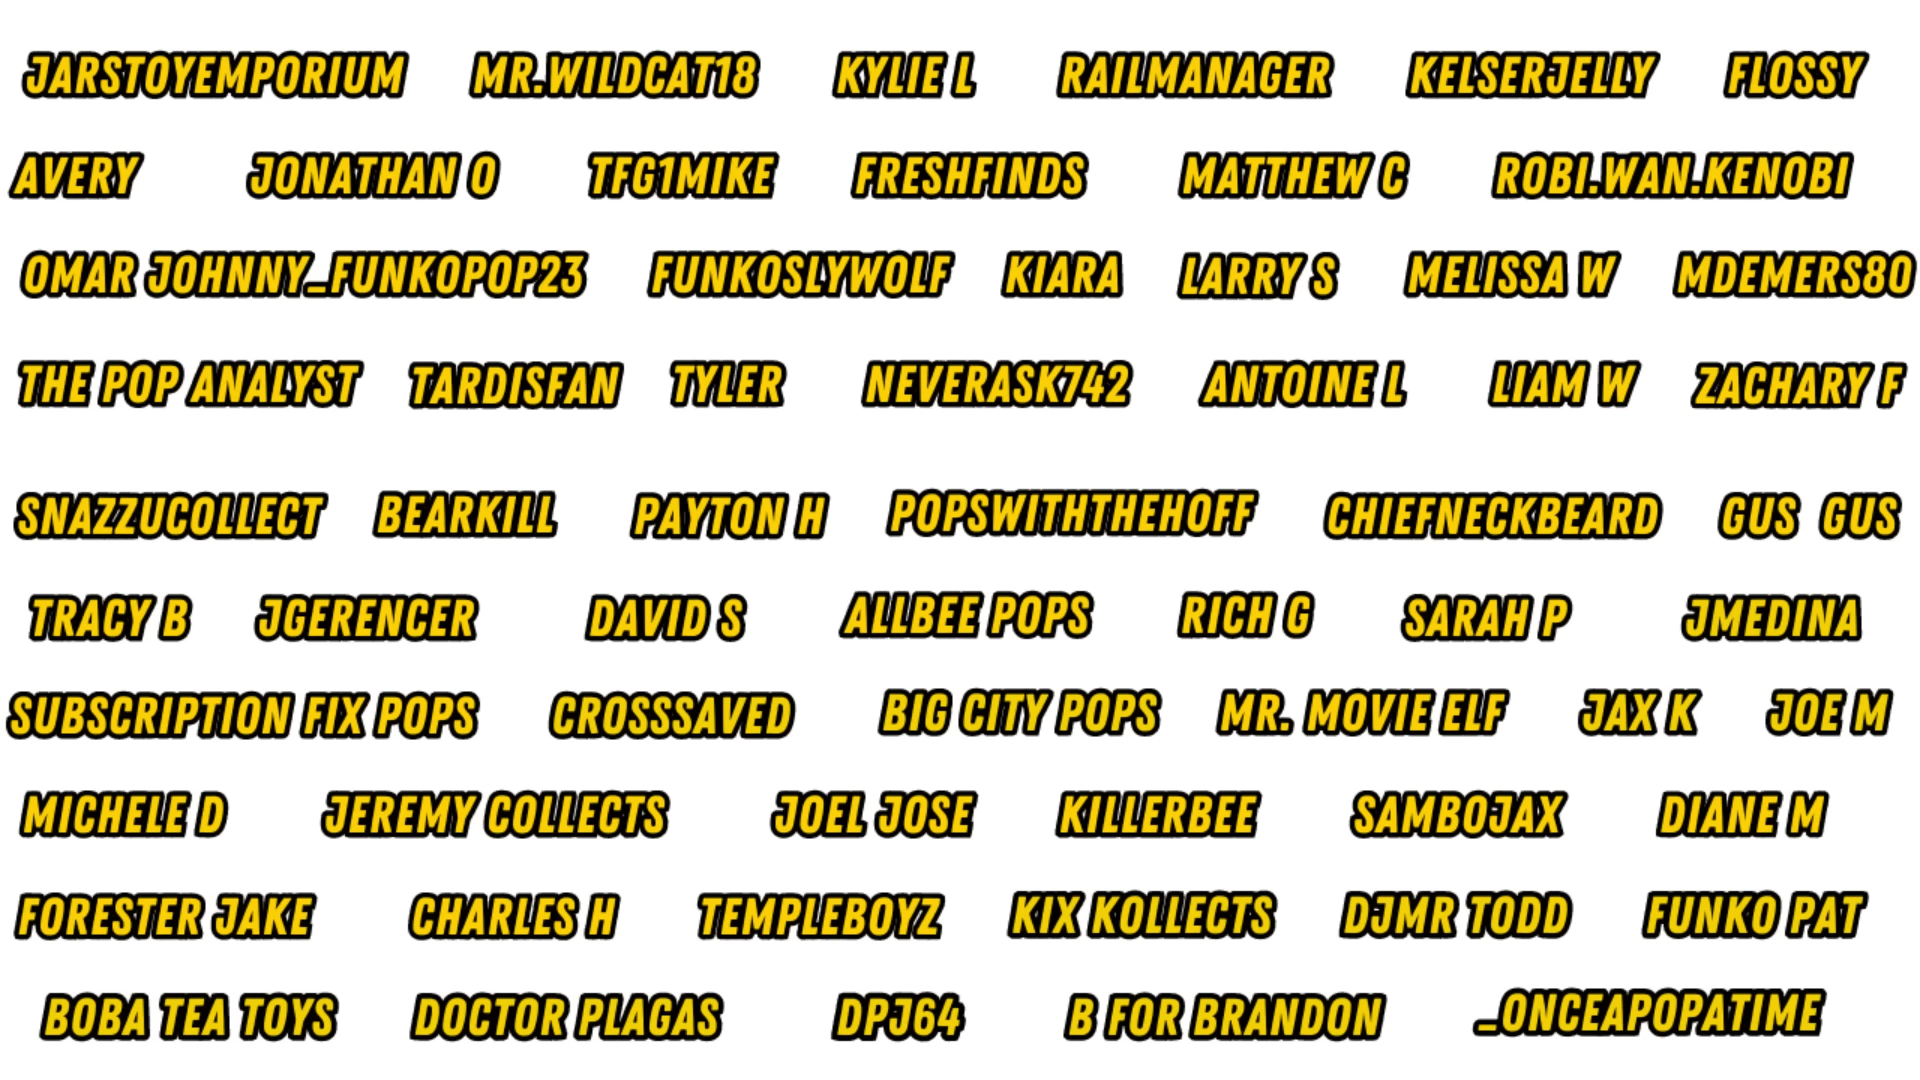 JARSTOYEMPORIUM MR.WILDCAT18 KYLIE L RAILMANAGER KELSERJELLY FLOSSY
AVERY JONATHAN O TFG1MIKE FRESHFINDS MATTHEW C ROBI.WAN.KENOBI
OMAR JOHNNY_FUNKOPOP23 FUNKOSLYWOLF KIARA LARRY S MELISSA W MDEMERS80
THE POP ANALYST TARDISFAN TYLER NEVERASK742 ANTOINE L LIAM W ZACHARY F
SNAZZUCOLLECT BEARKILL PAYTON H POPSWITHTHEHOFF CHIEFNECKBEARD GUS GUS
TRACY B JGERENCER DAVID S ALLBEE POPS RICH G SARAH P JMEDINA
SUBSCRIPTION FIX POPS CROSSSAVED BIG CITY POPS MR. MOVIE ELF JAX K JOE M
MICHELE D JEREMY COLLECTS JOEL JOSE KILLERBEE SAMBOJAX DIANE M
FORESTER JAKE CHARLES H TEMPLEBOYZ KIX KOLLECTS DJMR TODD FUNKO PAT
BOBA TEA TOYS DOCTOR PLAGAS DPJ64 B FOR BRANDON _ONCEAPOPATIME